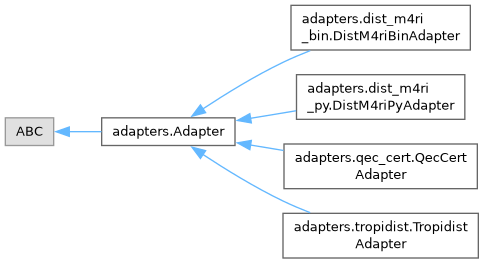 ABC
adapters.Adapter
adapters.dist_m4ri
_bin.DistM4riBinAdapter
adapters.dist_m4ri
_py.DistM4riPyAdapter
adapters.qec_cert.QecCert
Adapter
adapters.tropidist.Tropidist
Adapter